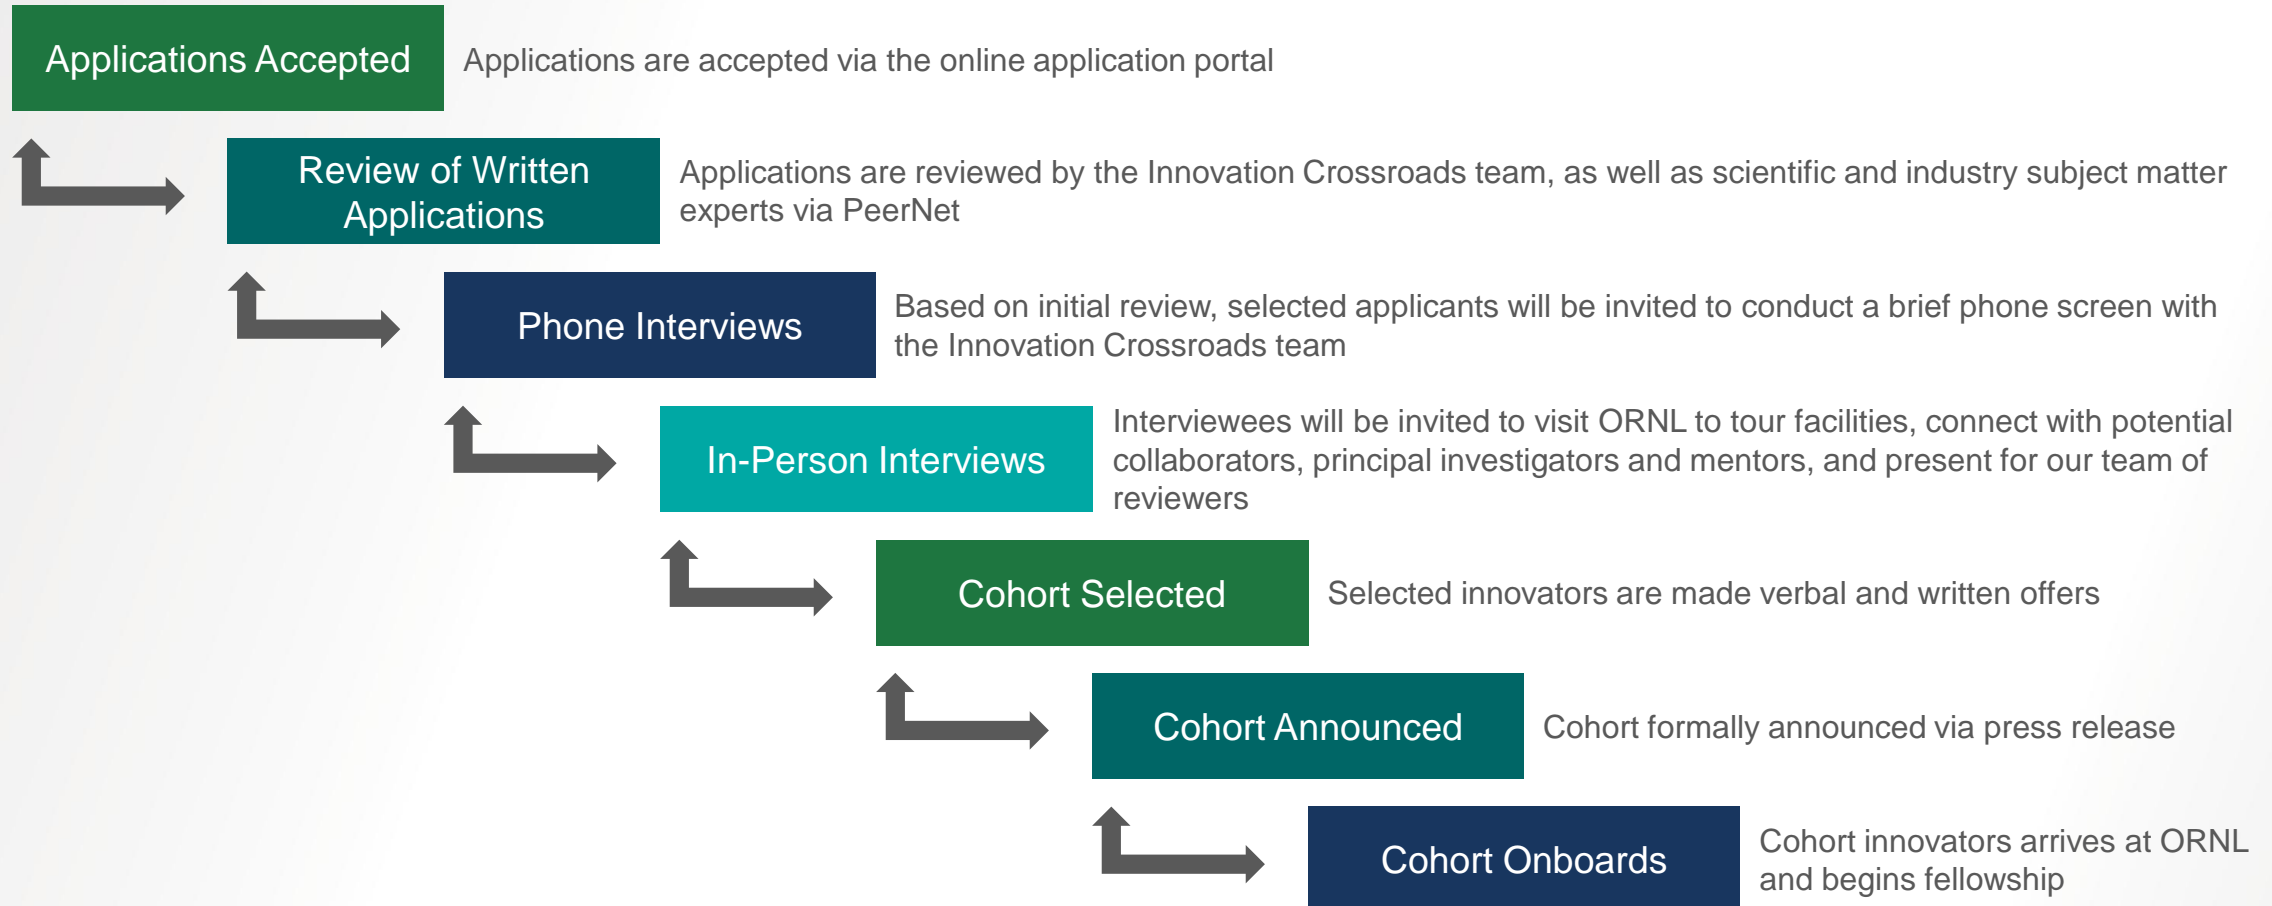 Applications Accepted
Applications are accepted via the online application portal
Review of Written
Applications
Applications are reviewed by the Innovation Crossroads team, as well as scientific and industry subject matter
experts via PeerNet
Phone Interviews
Based on initial review, selected applicants will be invited to conduct a brief phone screen with
the Innovation Crossroads team
In-Person Interviews
Interviewees will be invited to visit ORNL to tour facilities, connect with potential
collaborators, principal investigators and mentors, and present for our team of
reviewers
Cohort Selected
Selected innovators are made verbal and written offers
Cohort Announced
Cohort formally announced via press release
Cohort Onboards
Cohort innovators arrives at ORNL
and begins fellowship